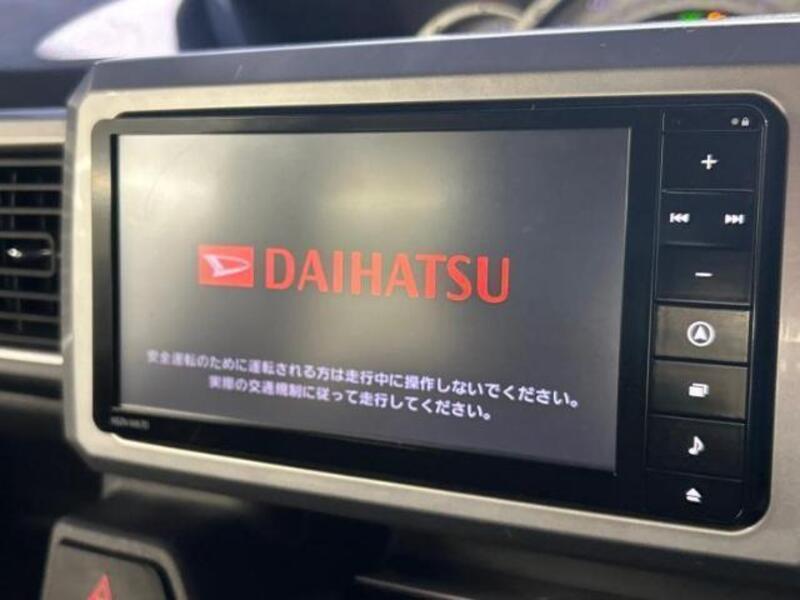 DAIHATSU
安全運転のために運転される方は走行中に操作しないでください。
実際の交通規制に従って走行してください。